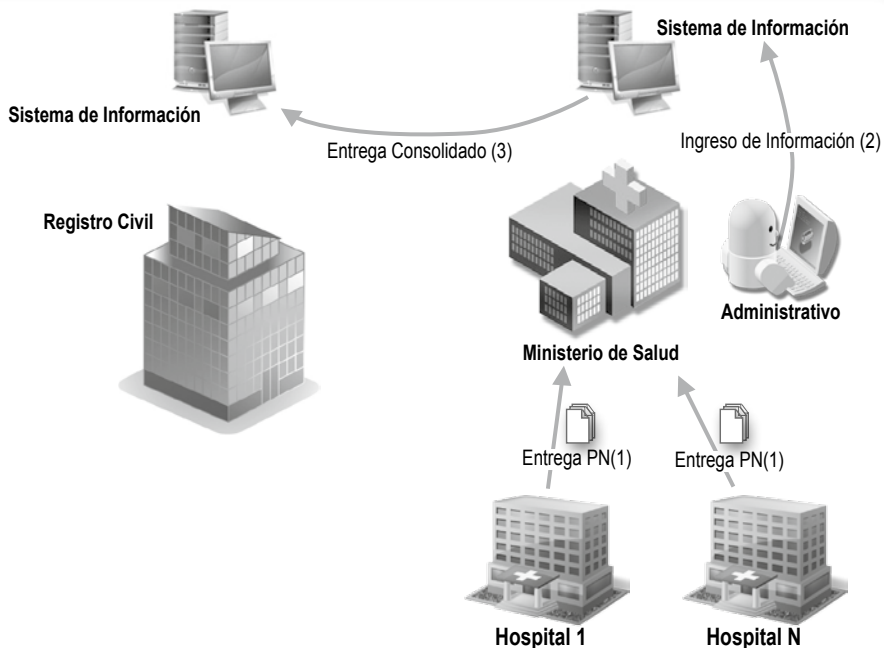 Sistema de Información
Sistema de Información
Entrega Consolidado (3)
Ingreso de Información (2)
Registro Civil
Administrativo
Ministerio de Salud
Entrega PN(1)
Entrega PN(1)
Hospital 1
Hospital N